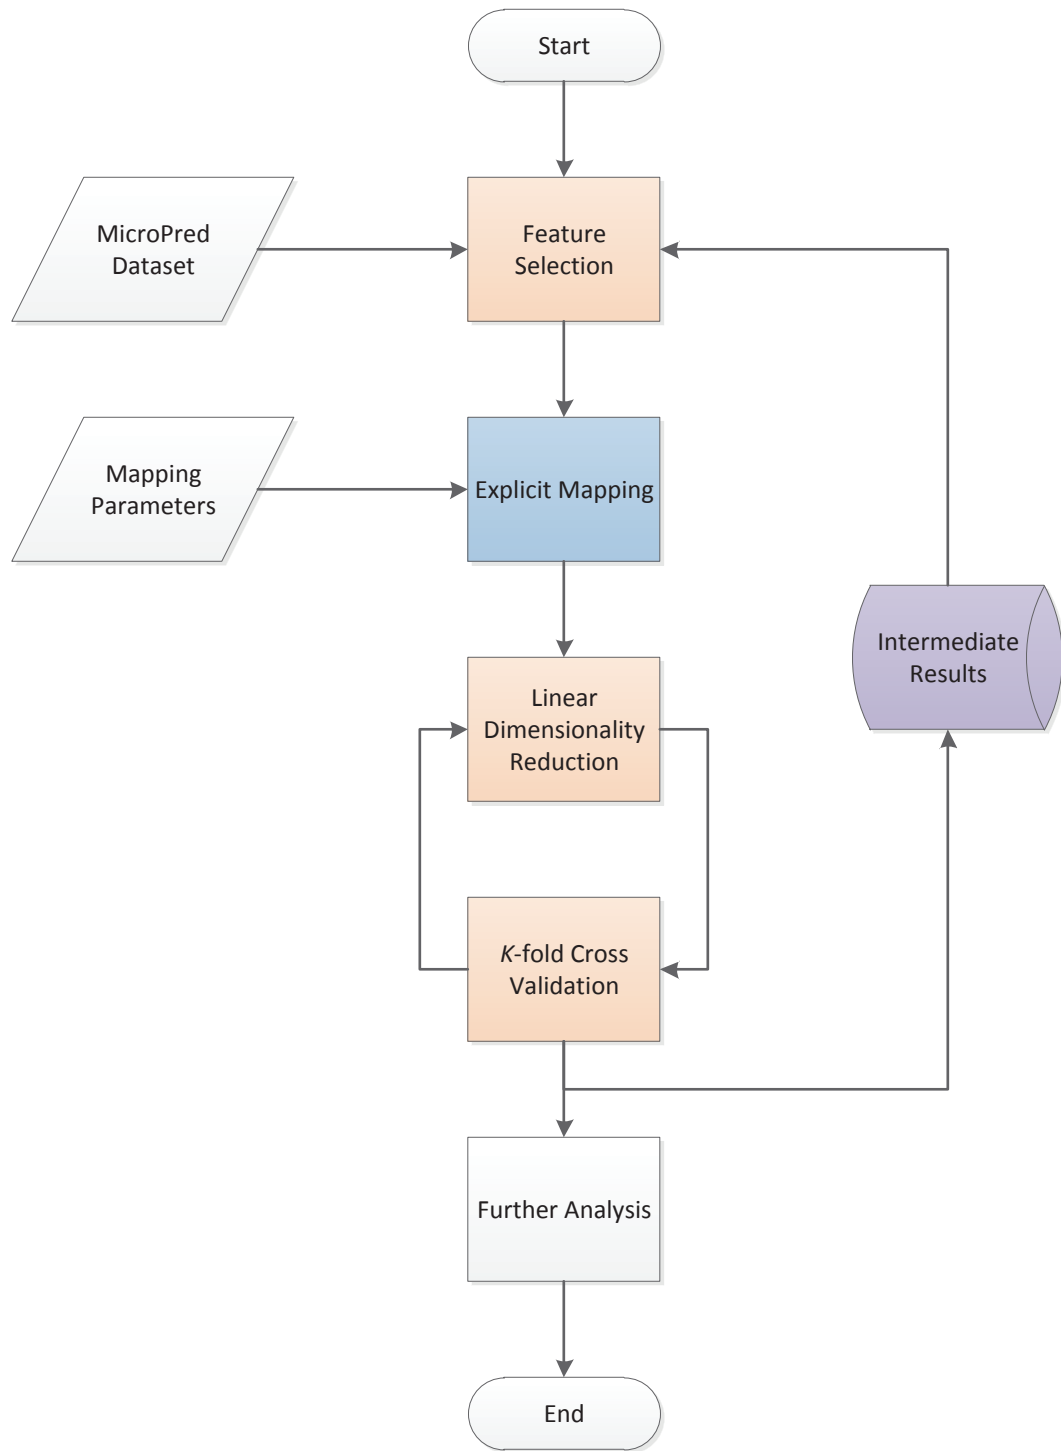 Start
MicroPred
Dataset
Feature
Selection
Mapping
Parameters
Explicit Mapping
Intermediate
Results
Linear
Dimensionality
Reduction
K-fold Cross
Validation
Further Analysis
End